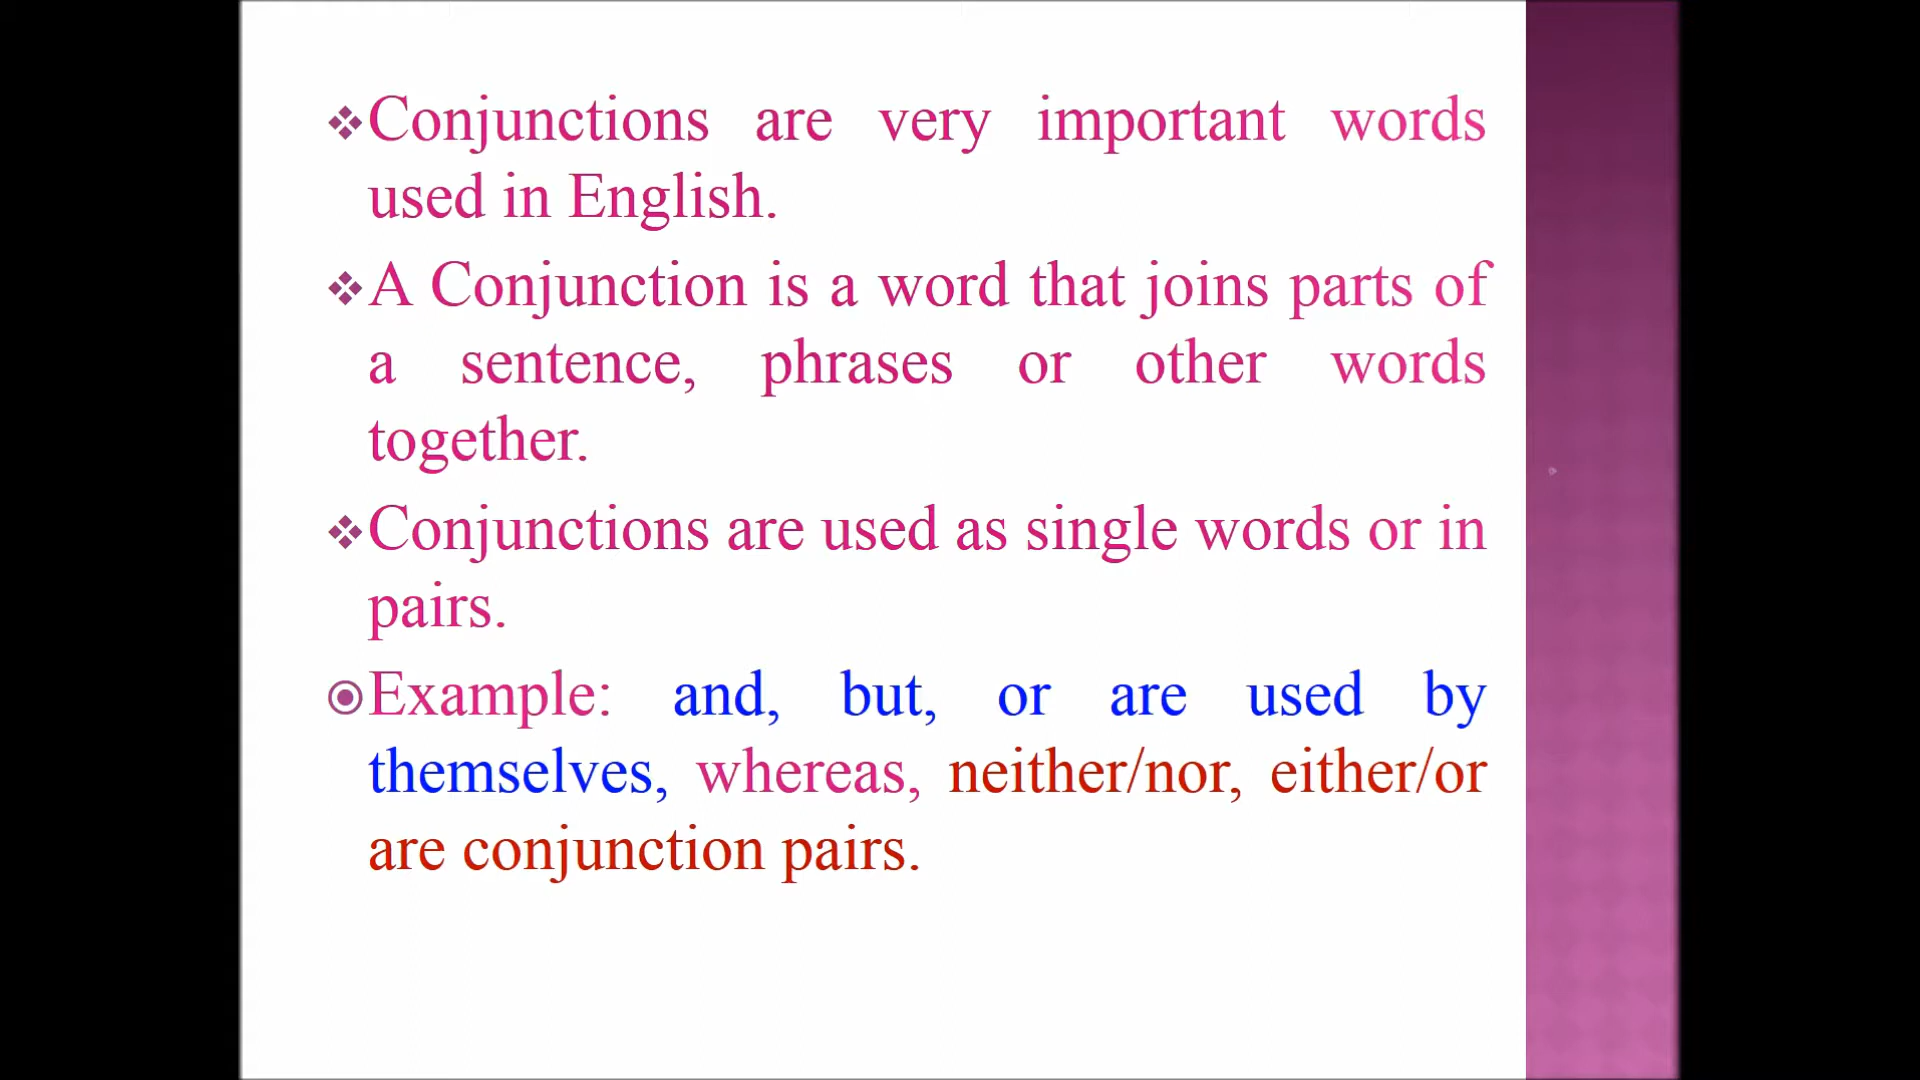 Conjunctions are very important words
used in English.
A Conjunction is a word that joins parts of
a sentence, phrases or other words
together.
Conjunctions are used as single words or in
pairs.
Example: and, but, or are used by
themselves, whereas, neither/nor, either/or
are conjunction pairs.